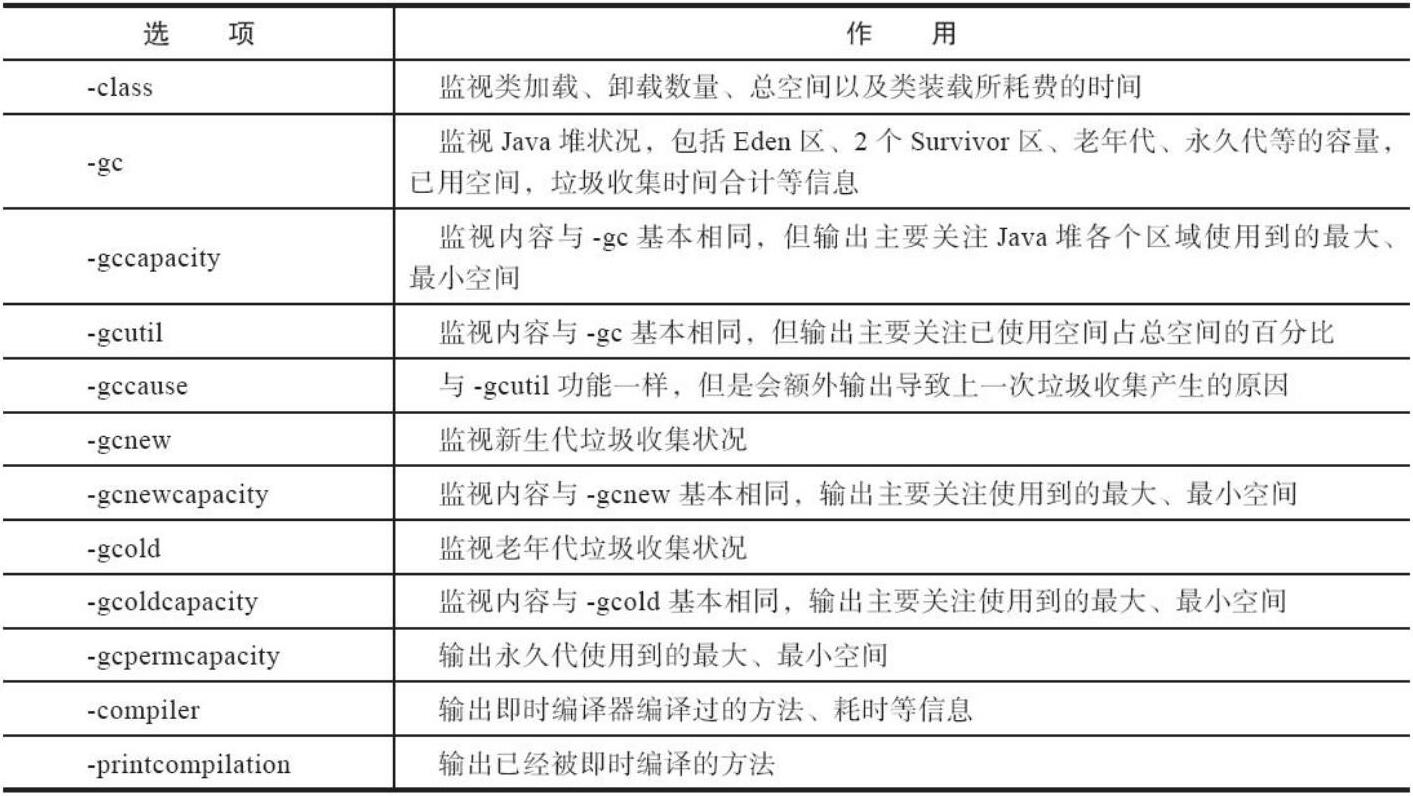 选 项 作 用
-class 监视类加载、卸载数量、总空间以及类装载所耗费的时间
-gc 监视 Java 堆状况，包括 Eden 区、2 个 Survivor 区、老年代、永久代等的容量，
已用空间，垃圾收集时间合计等信息
-gccapacity 监视内容与 -gc 基本相同，但输出主要关注 Java 堆各个区域使用到的最大、
最小空间
-gcutil 监视内容与 -gc 基本相同，但输出主要关注已使用空间占总空间的百分比
-gccause 与 -gcutil 功能一样，但是会额外输出导致上一次垃圾收集产生的原因
-gcnew 监视新生代垃圾收集状况
-gcnewcapacity 监视内容与 -gcnew 基本相同，输出主要关注使用到的最大、最小空间
-gcold 监视老年代垃圾收集状况
-gcoldcapacity 监视内容与 -gcold 基本相同，输出主要关注使用到的最大、最小空间
-gcpermcapacity 输出永久代使用到的最大、最小空间
-compiler 输出即时编译器编译过的方法、耗时等信息
-printcompilation 输出已经被即时编译的方法